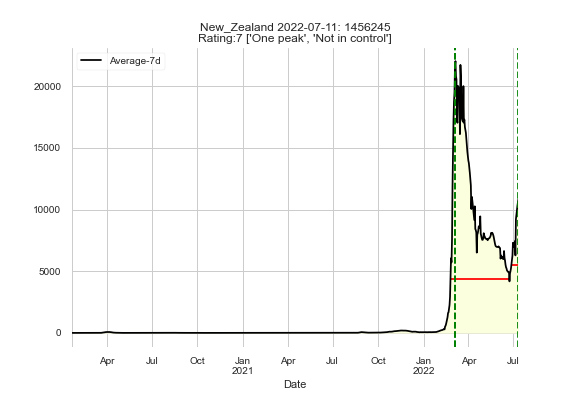 New_Zealand 2022-07-11: 1456245
Rating:7 ['One peak', 'Not in control']
Average-7d
20000
15000
10000
5000
0
Apr Jul Oct Jan Apr Jul Oct Jan Apr Jul
2021 2022
Date